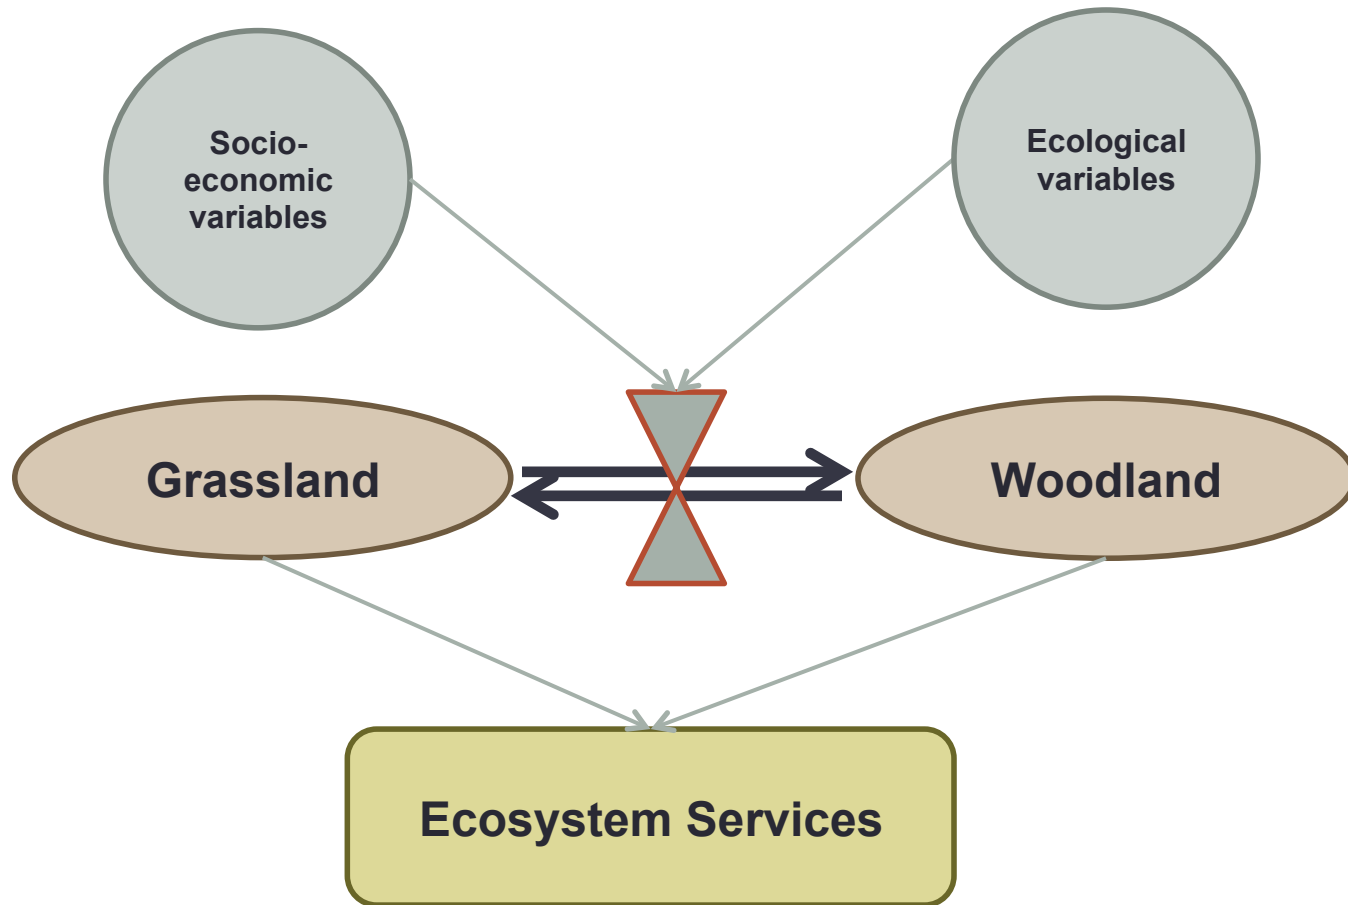 Socio-
economic
variables
Ecological
variables
Grassland
Woodland
Ecosystem Services